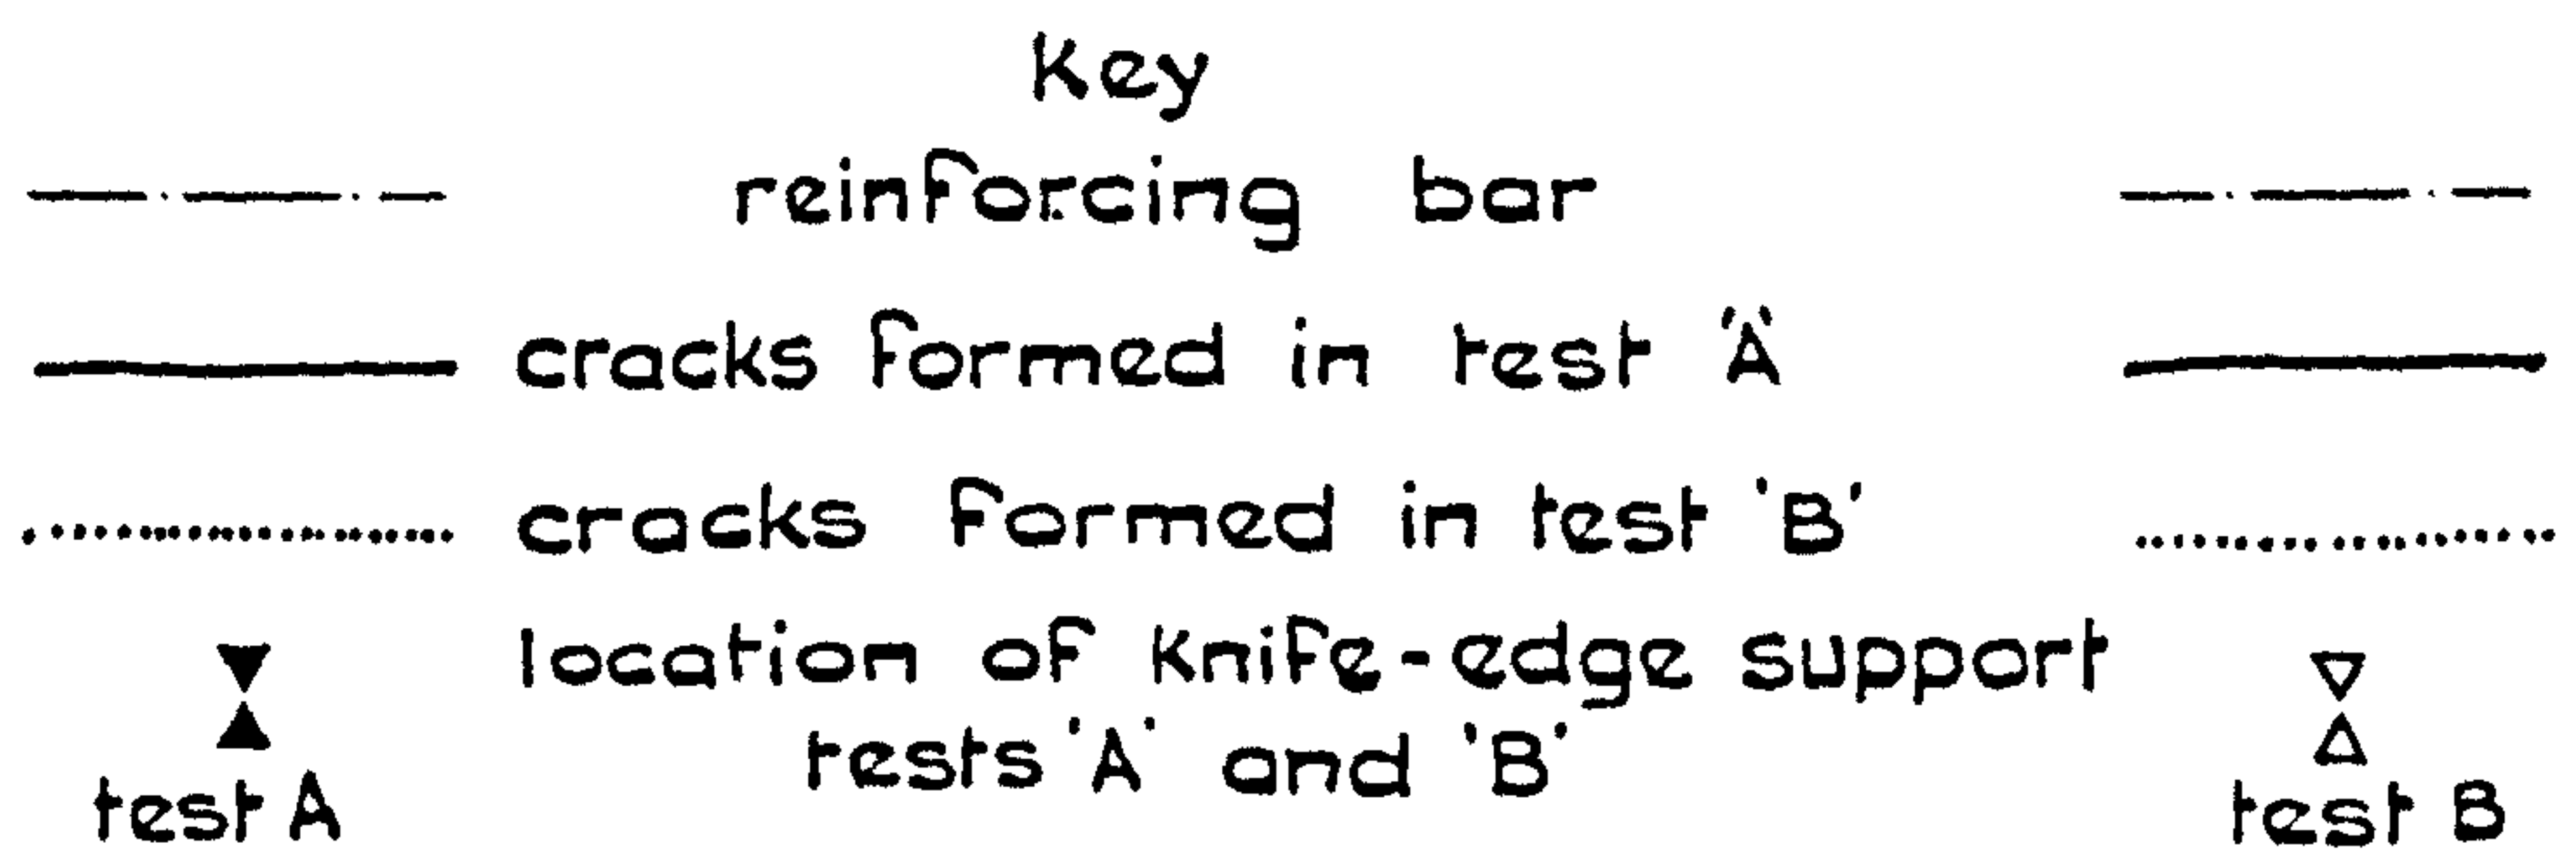 Key
reinforcing bar
cracks formed in test 'A'
cracks formed in test 'B'
location of knife-edge support
tests 'A' and 'B'
test A
test B